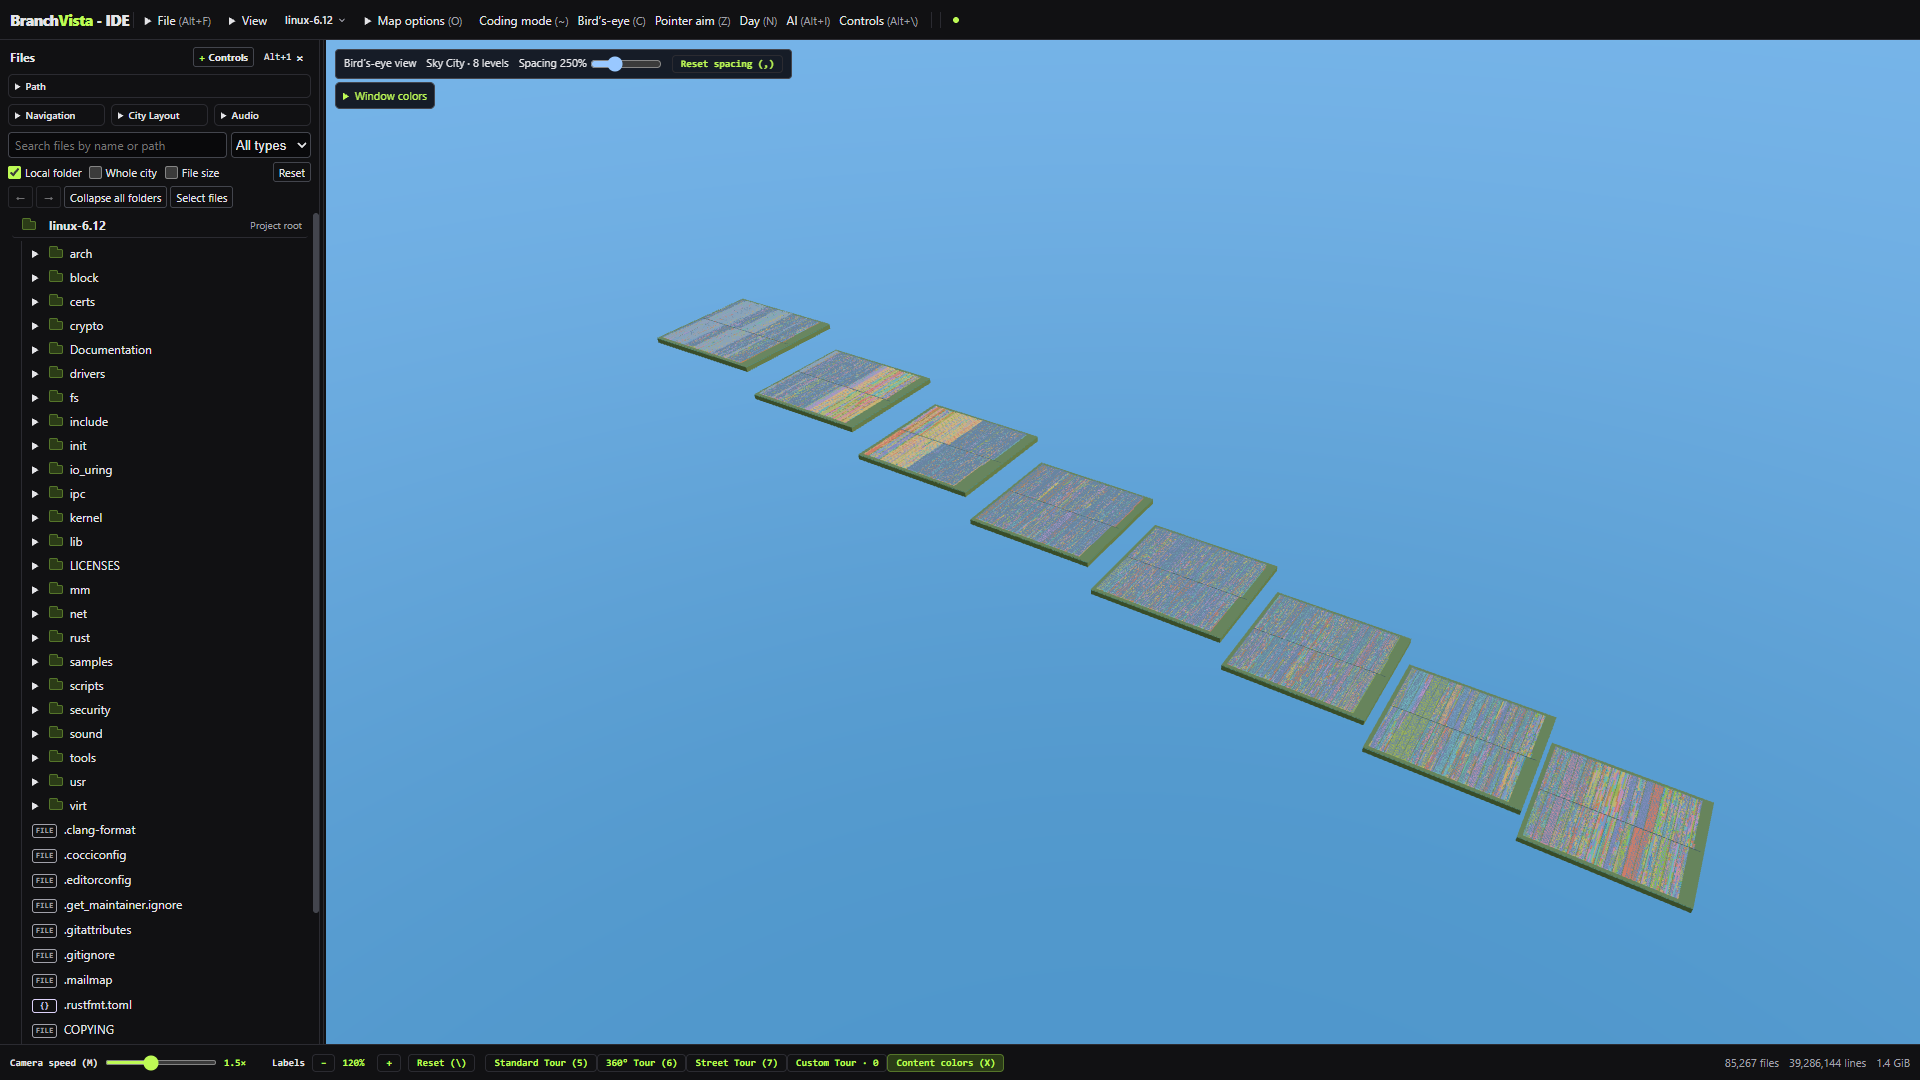 BranchVista - IDE
File (Alt+F)
View
linux-6.12
Map options (O)
Coding mode (~)
Bird's-eye (C)
Pointer aim (Z)
Day (N)
AI (Alt+I)
Controls (Alt+\)
Files
+ Controls
Alt+1 ×
Path
Navigation
City Layout
Audio
Search files by name or path
All types
Local folder
Whole city
File size
Reset
←
→
Collapse all folders
Select files
linux-6.12
Project root
arch
block
certs
crypto
Documentation
drivers
fs
include
init
io_uring
ipc
kernel
lib
LICENSES
mm
net
rust
samples
scripts
security
sound
tools
usr
virt
FILE .clang-format
FILE .cocciconfig
FILE .editorconfig
FILE .get_maintainer.ignore
FILE .gitattributes
FILE .gitignore
FILE .mailmap
{} .rustfmt.toml
FILE COPYING
Bird's-eye view
Sky City · 8 levels
Spacing 250%
Reset spacing (,)
Window colors
Camera speed (M)
1.5×
Labels
−
120%
+
Reset (\)
Standard Tour (5)
360° Tour (6)
Street Tour (7)
Custom Tour · 0
Content colors (X)
85,267 files
39,286,144 lines
1.4 GiB